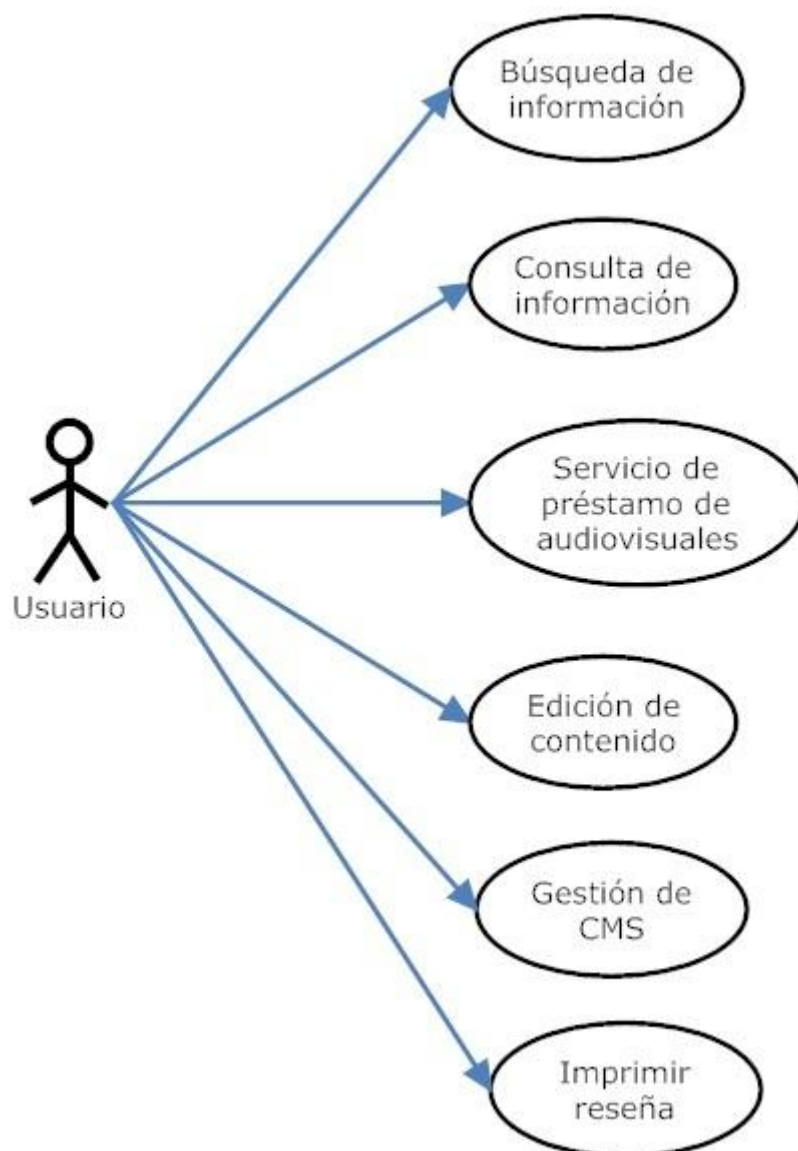 Búsqueda de
información
Consulta de
información
Servicio de
préstamo de
audiovisuales
Usuario
Edición de
contenido
Gestión de
CMS
Imprimir
reseña